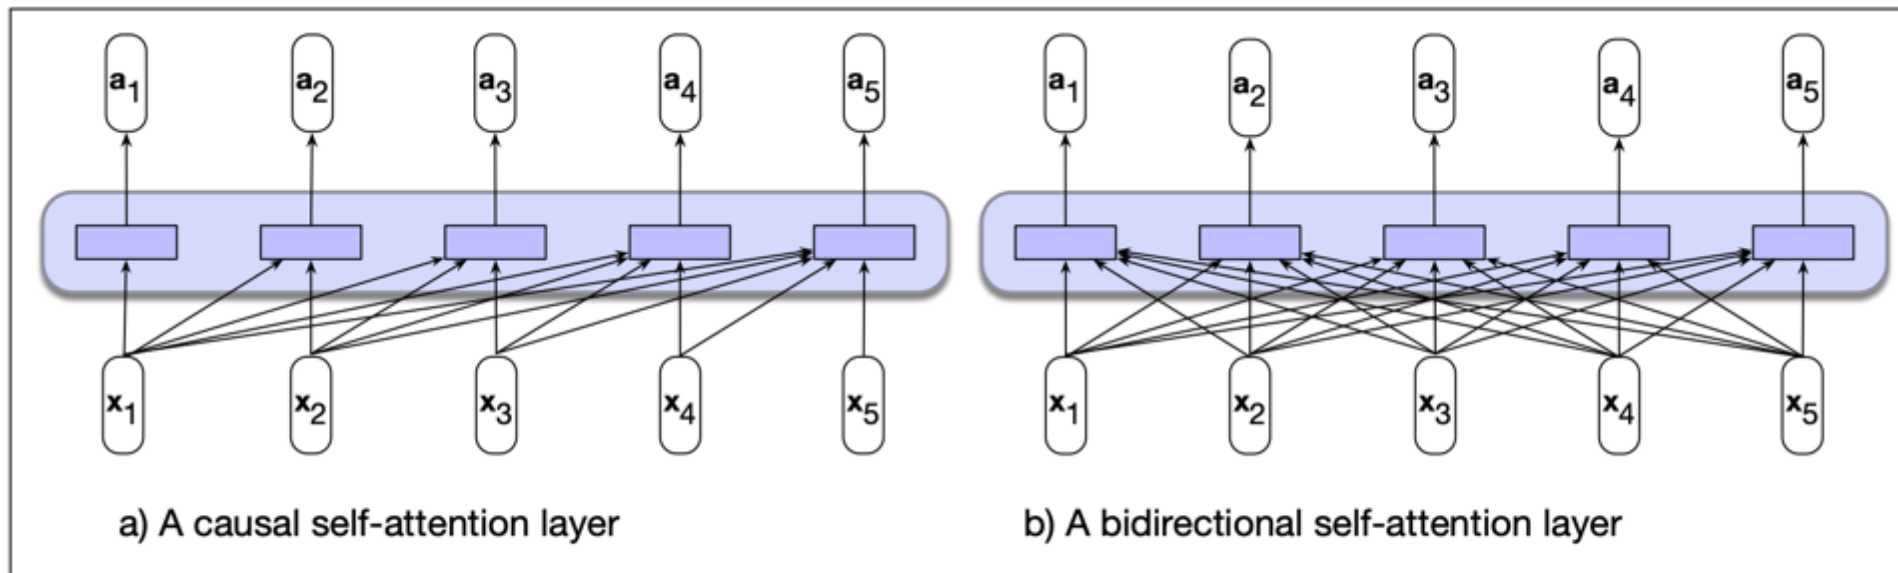 a1 a2 a3 a4 a5 a1 a2 a3 a4 a5
x1 x2 x3 x4 x5 x1 x2 x3 x4 x5
a) A causal self-attention layer
b) A bidirectional self-attention layer